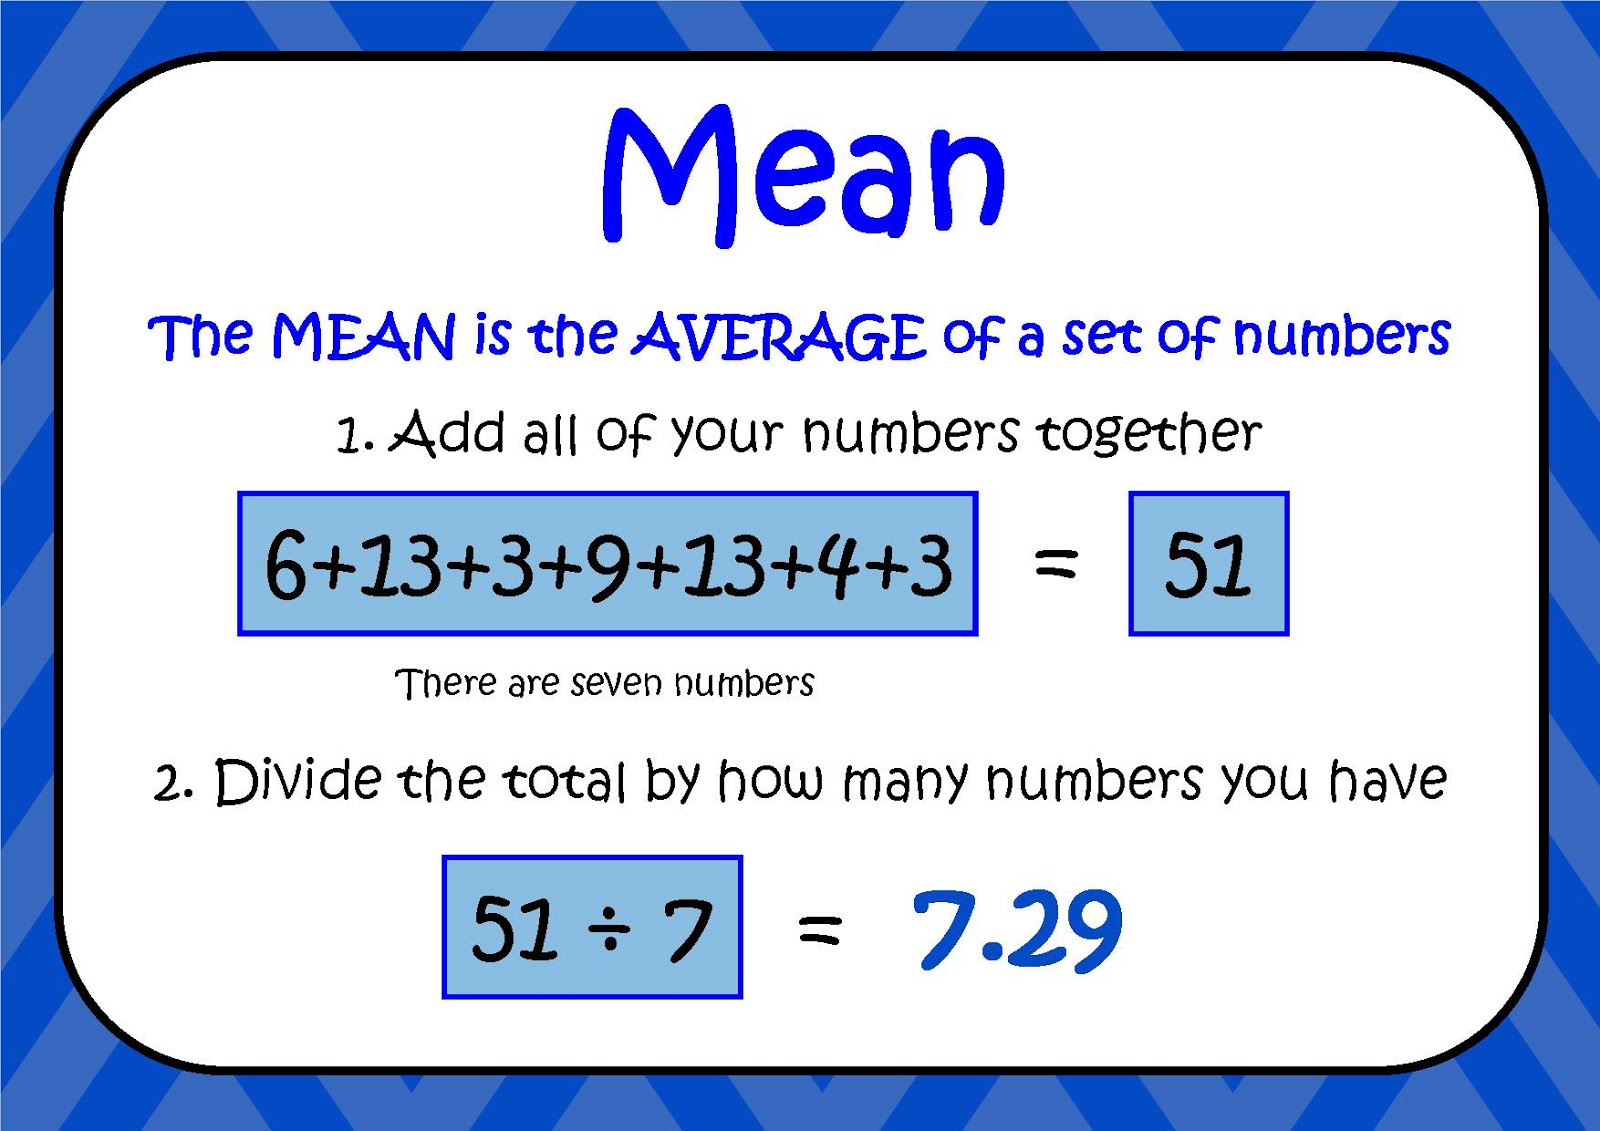 Mean
The MEAN is the AVERAGE of a set of numbers
1. Add all of your numbers together
6+13+3+9+13+4+3 = 51
There are seven numbers
2. Divide the total by how many numbers you have
51 ÷ 7 = 7.29